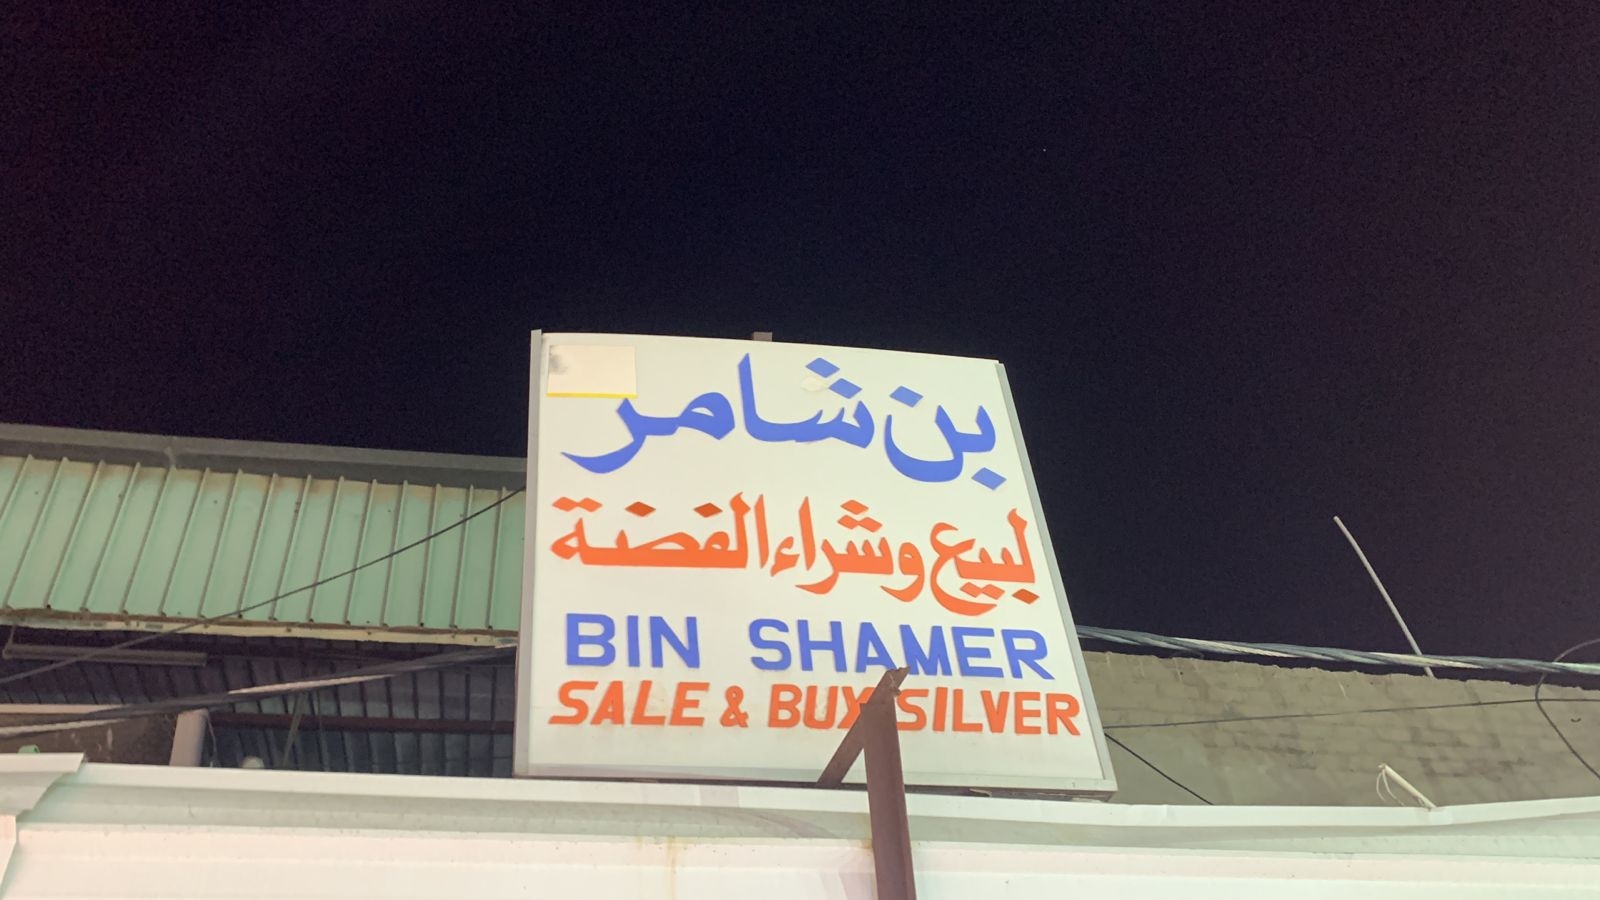 بن شامر
لبيع وشراء الفضة
BIN SHAMER
SALE & BUY SILVER